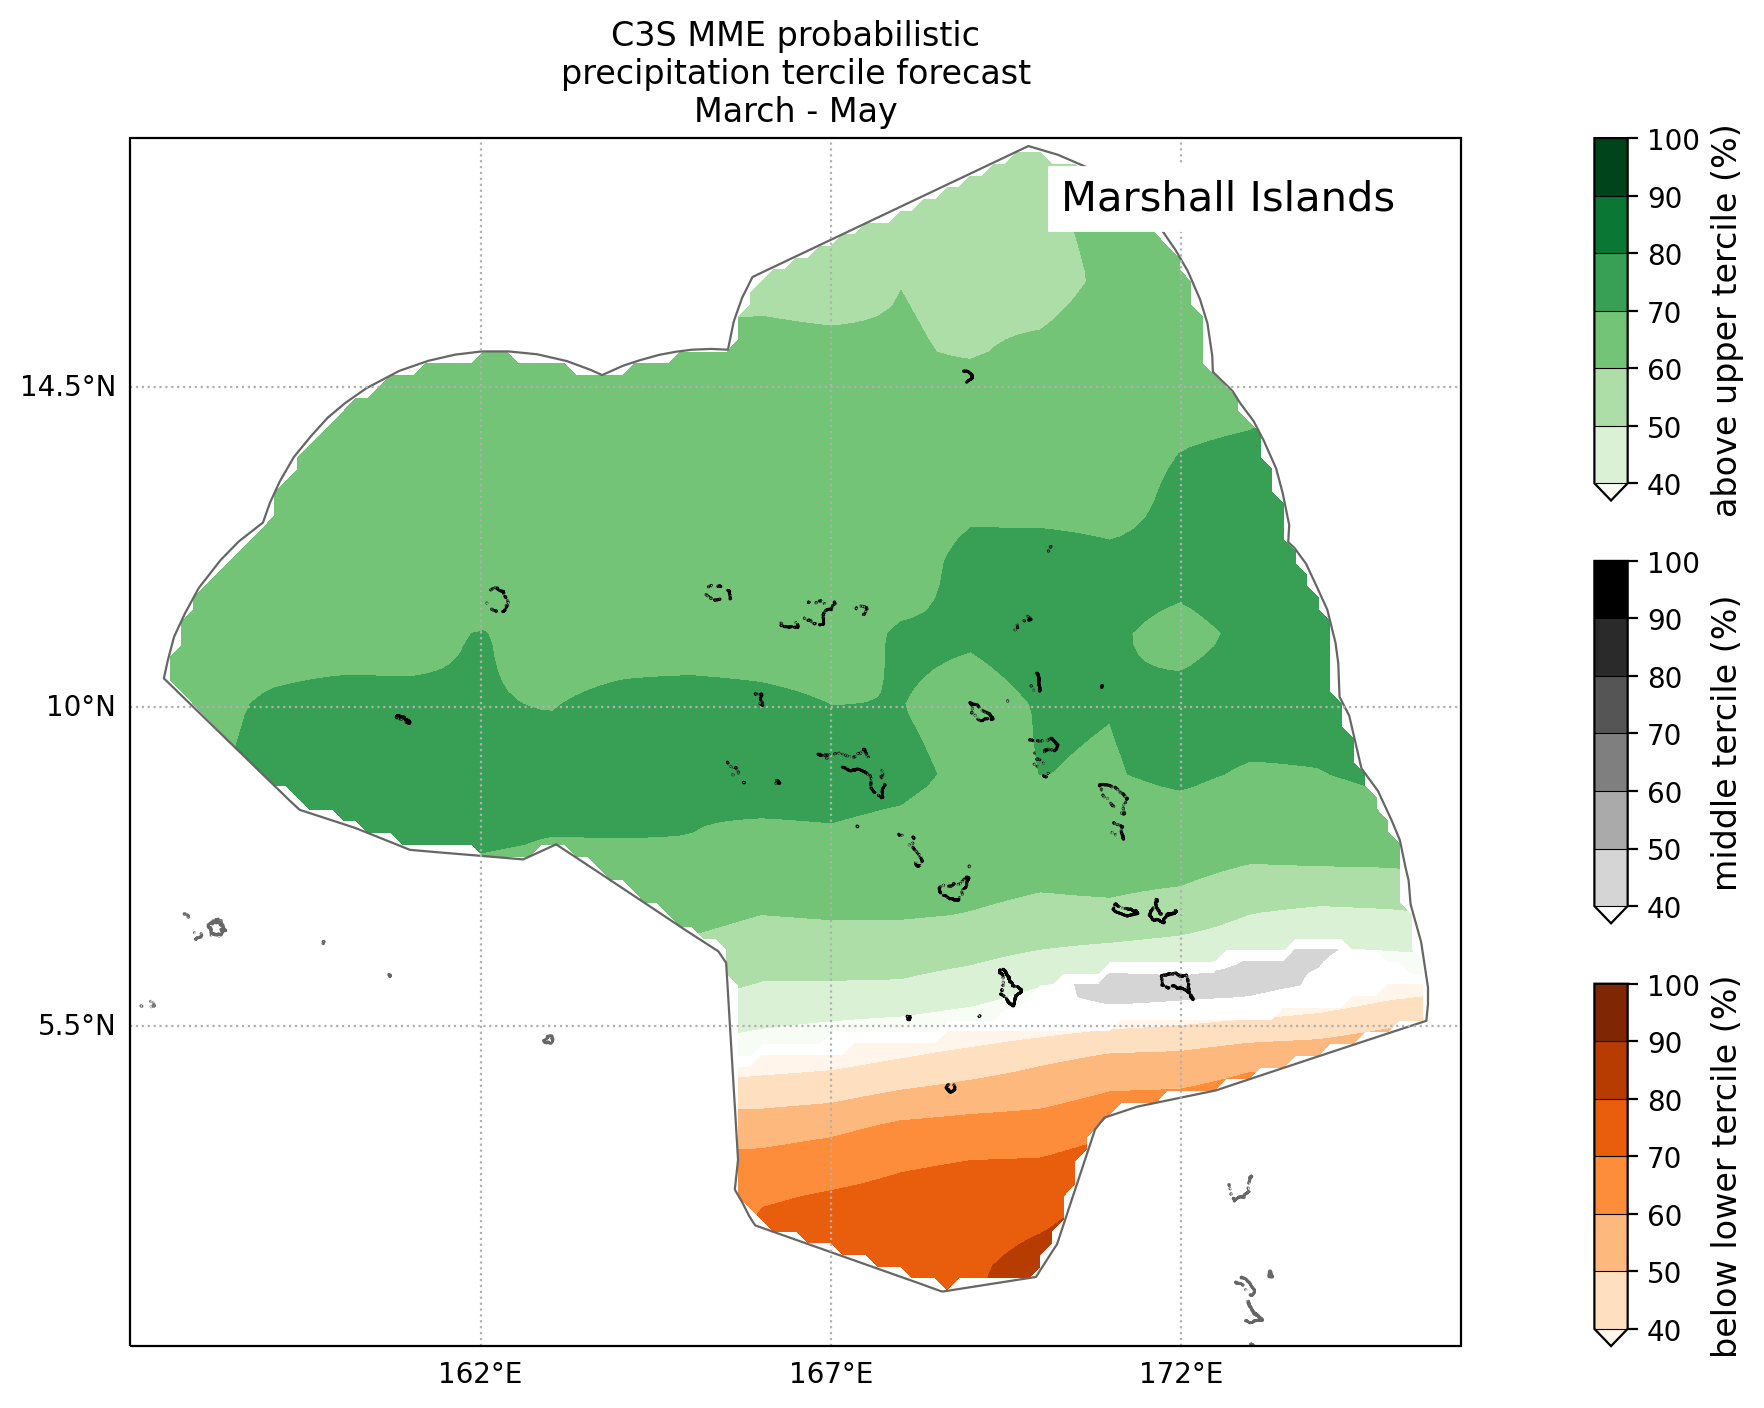 C3S MME probabilistic
precipitation tercile forecast
March - May
Marshall Islands
14.5°N
10°N
5.5°N
162°E
167°E
172°E
100
90
80
70
60
50
40
above upper tercile (%)
100
90
80
70
60
50
40
middle tercile (%)
100
90
80
70
60
50
40
below lower tercile (%)